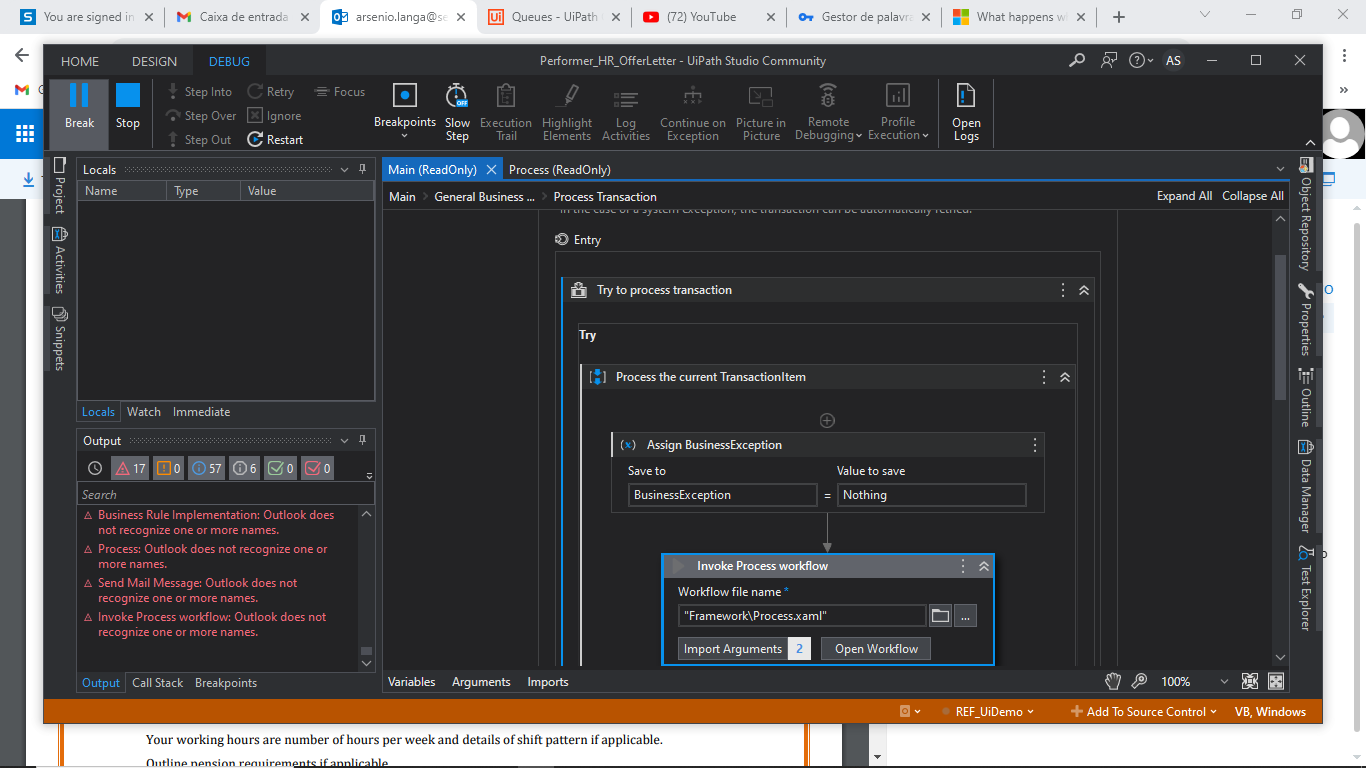 You are signed in
Caixa de entrada
arsenio.langa@se
Queues - UiPath
(72) YouTube
Gestor de palavra
What happens w
HOME
DESIGN
DEBUG
Performer_HR_OfferLetter - UiPath Studio Community
AS
Break
Stop
Step Into
Step Over
Step Out
Retry
Ignore
Restart
Focus
Breakpoints
Slow
Step
OFF
Execution
Trail
Highlight
Elements
Log
Activities
Continue on
Exception
Picture in
Picture
Remote
Debugging
Profile
Execution
Open
Logs
Project
Activities
Snippets
Locals
Name Type Value
Locals Watch Immediate
Output
17 0 57 6 0 0
Search
Business Rule Implementation: Outlook does
not recognize one or more names.
Process: Outlook does not recognize one or
more names.
Send Mail Message: Outlook does not
recognize one or more names.
Invoke Process workflow: Outlook does not
recognize one or more names.
Output Call Stack Breakpoints
Main (ReadOnly)
Process (ReadOnly)
Main > General Business ... > Process Transaction
Expand All Collapse All
In the case of a system exception, the transaction can be automatically retried.
Entry
Try to process transaction
Try
Process the current TransactionItem
Assign BusinessException
Save to Value to save
BusinessException = Nothing
Invoke Process workflow
Workflow file name *
"Framework\Process.xaml"
...
Import Arguments 2
Open Workflow
Variables Arguments Imports
100%
Object Repository
Properties
Outline
Data Manager
Test Explorer
REF_UiDemo
Add To Source Control
VB, Windows
Your working hours are number of hours per week and details of shift pattern if applicable.
Outline pension requirements if applicable